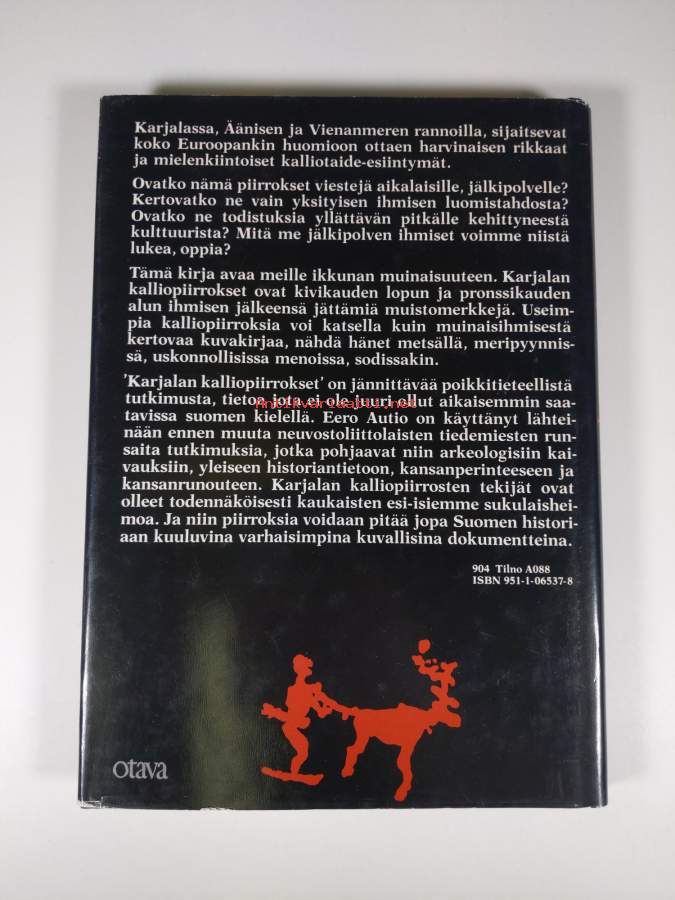 Karjalassa, Äänisen ja Vienanmeren rannoilla, sijaitsevat
koko Euroopankin huomioon ottaen harvinaisen rikkaat
ja mielenkiintoiset kalliotaide-esiintymät.
Ovatko nämä piirrokset viestejä aikalaisille, jälkipolvelle?
Kertovatko ne vain yksityisen ihmisen luomistahdosta?
Ovatko ne todistuksia yllättävän pitkälle kehittyneestä
kulttuurista? Mitä me jälkipolven ihmiset voimme niistä
lukea, oppia?
Tämä kirja avaa meille ikkunan muinaisuuteen. Karjalan
kalliopiirrokset ovat kivikauden lopun ja pronssikauden
alun ihmisen jälkeensä jättämiä muistomerkkejä. Useim-
pia kalliopiirroksia voi katsella kuin muinaisihmisestä
kertovaa kuvakirjaa, nähdä hänet metsällä, meripyynnis-
sä, uskonnollisissa menoissa, sodissakin.
'Karjalan kalliopiirrokset' on jännittävää poikkitieteellistä
tutkimusta, tietoa jota ei ole juuri ollut aikaisemmin saa-
Antikvariaatti.net
tavissa suomen kielellä. Eero Autio on käyttänyt lähtei-
nään ennen muuta neuvostoliittolaisten tiedemiesten run-
saita tutkimuksia, jotka pohjaavat niin arkeologisiin kai-
vauksiin, yleiseen historiantietoon, kansanperinteeseen ja
kansanrunouteen. Karjalan kalliopiirrosten tekijät ovat
olleet todennäköisesti kaukaisten esi-isiemme sukulaishei-
moa. Ja niin piirroksia voidaan pitää jopa Suomen histori-
aan kuuluvina varhaisimpina kuvallisina dokumentteina.
904 Tilno A088
ISBN 951-1-06537-8
otava